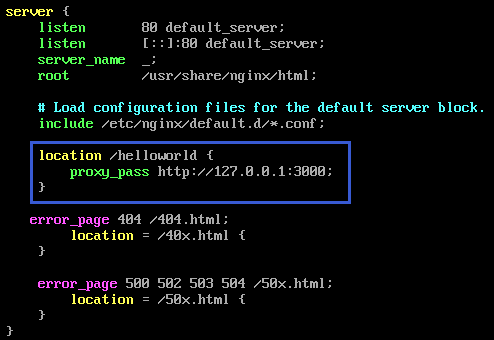 server {
listen 80 default_server;
listen [::]:80 default_server;
server_name _;
root /usr/share/nginx/html;
# Load configuration files for the default server block.
include /etc/nginx/default.d/*.conf;
location /helloworld {
proxy_pass http://127.0.0.1:3000;
}
error_page 404 /404.html;
location = /40x.html {
}
error_page 500 502 503 504 /50x.html;
location = /50x.html {
}
}